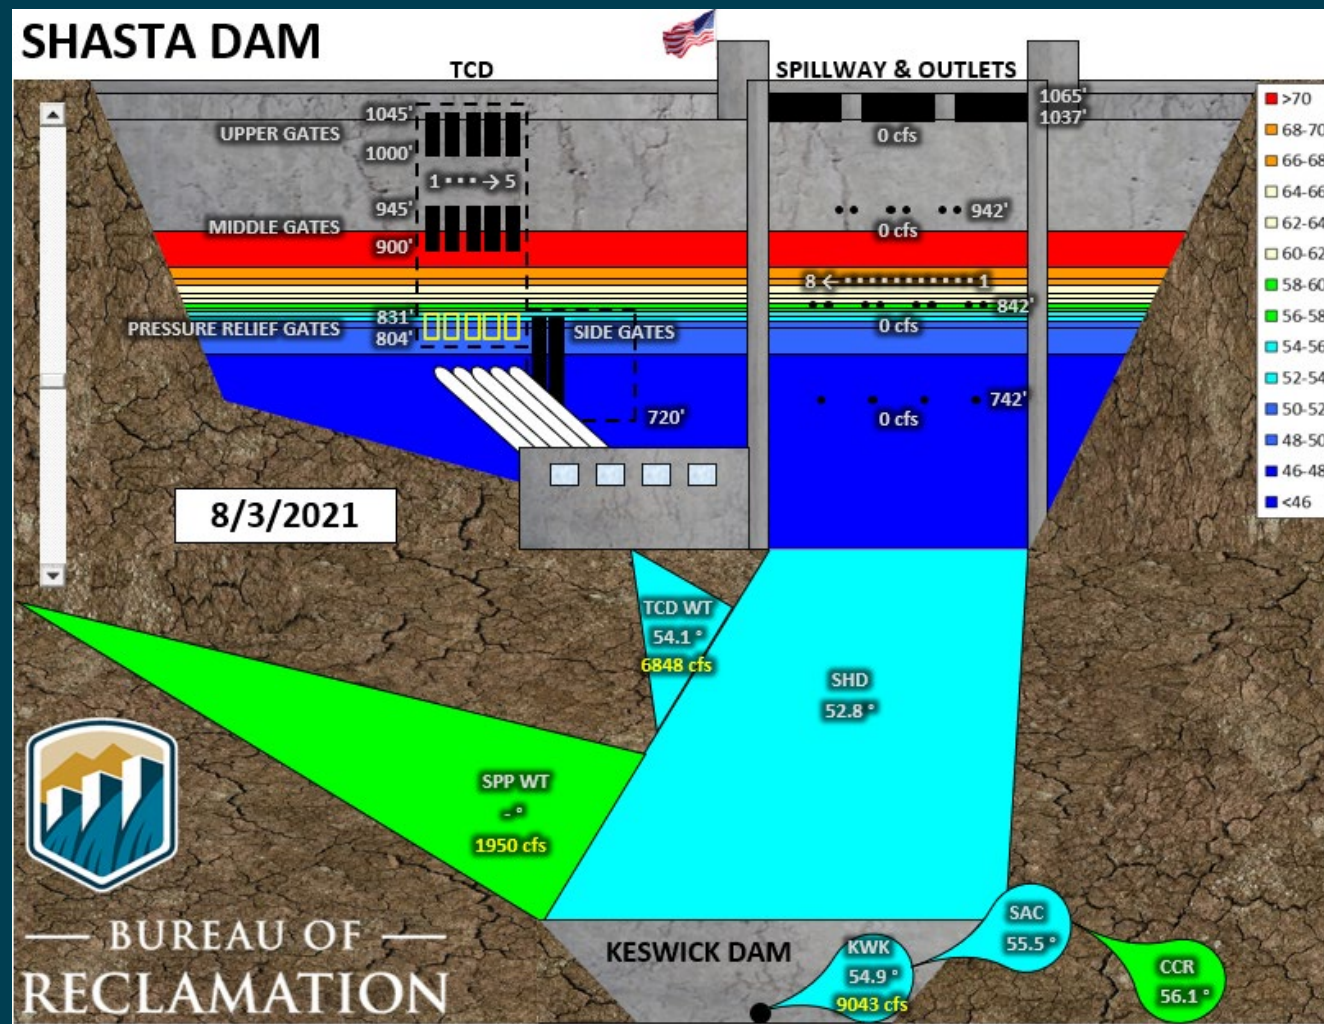 SHASTA DAM
TCD
SPILLWAY & OUTLETS
1045'
UPPER GATES
1000'
1 → 5
945'
MIDDLE GATES
900'
831'
PRESSURE RELIEF GATES
804'
SIDE GATES
720'
1065'
1037'
0 cfs
942'
0 cfs
8 ← 1
842'
0 cfs
742'
0 cfs
>70
68-70
66-68
64-66
62-64
60-62
58-60
56-58
54-56
52-54
50-52
48-50
46-48
<46
8/3/2021
TCD WT
54.1 °
6848 cfs
SHD
52.8 °
SPP WT
- °
1950 cfs
KESWICK DAM
KWK
54.9 °
9043 cfs
SAC
55.5 °
CCR
56.1 °
BUREAU OF
RECLAMATION